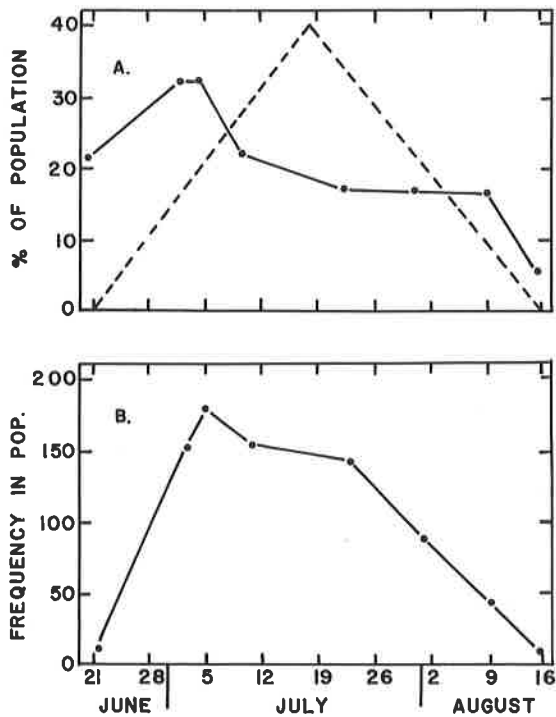 % OF POPULATION
40
30
20
10
0
A.
FREQUENCY IN POP.
200
150
100
50
0
B.
21 28 5 12 19 26 2 9 16
JUNE JULY AUGUST